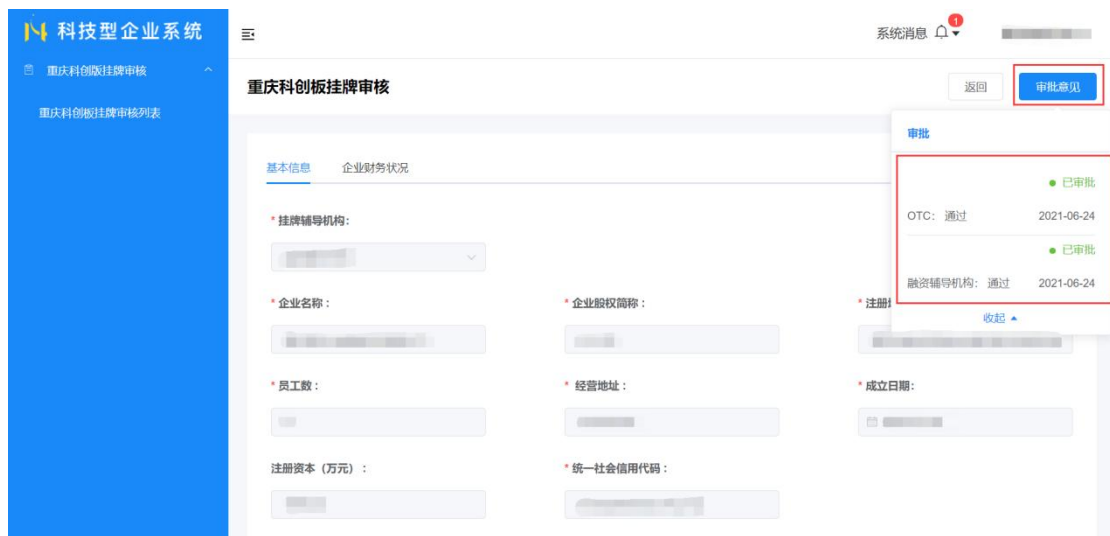 科技型企业系统
系统消息
1
重庆科创版挂牌审核
重庆科创板挂牌审核列表
重庆科创板挂牌审核
返回
审批意见
审批
基本信息
企业财务状况
已审批
OTC： 通过
2021-06-24
已审批
融资辅导机构： 通过
2021-06-24
收起
* 挂牌辅导机构：
* 企业名称：
* 企业股权简称：
* 注册
* 员工数：
* 经营地址：
* 成立日期：
注册资本（万元）：
* 统一社会信用代码：